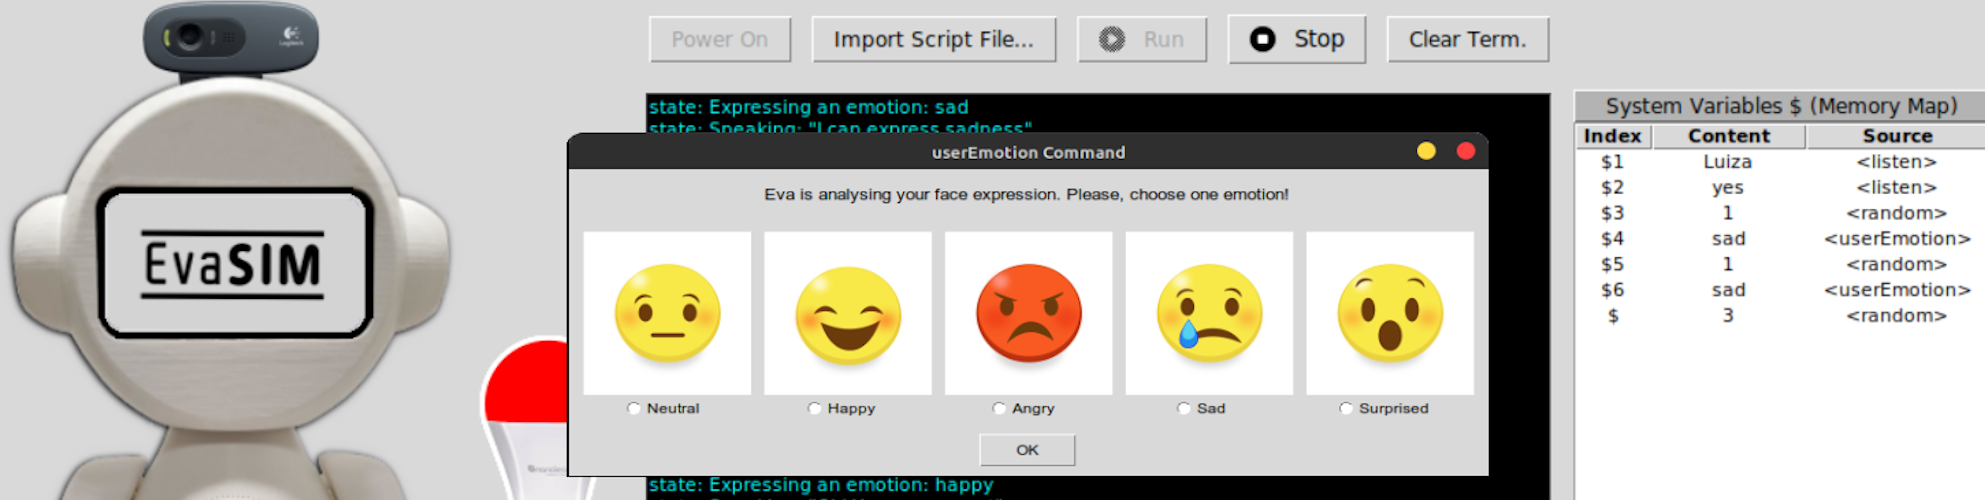 Logitech
EvaSIM
Power On
Import Script File...
Run
Stop
Clear Term.
state: Expressing an emotion: sad
state: Speaking: "I can express sadness"
userEmotion Command
Eva is analysing your face expression. Please, choose one emotion!
Neutral
Happy
Angry
Sad
Surprised
OK
state: Expressing an emotion: happy
System Variables $ (Memory Map)
Index Content Source
$1 Luiza <listen>
$2 yes <listen>
$3 1 <random>
$4 sad <userEmotion>
$5 1 <random>
$6 sad <userEmotion>
$ 3 <random>